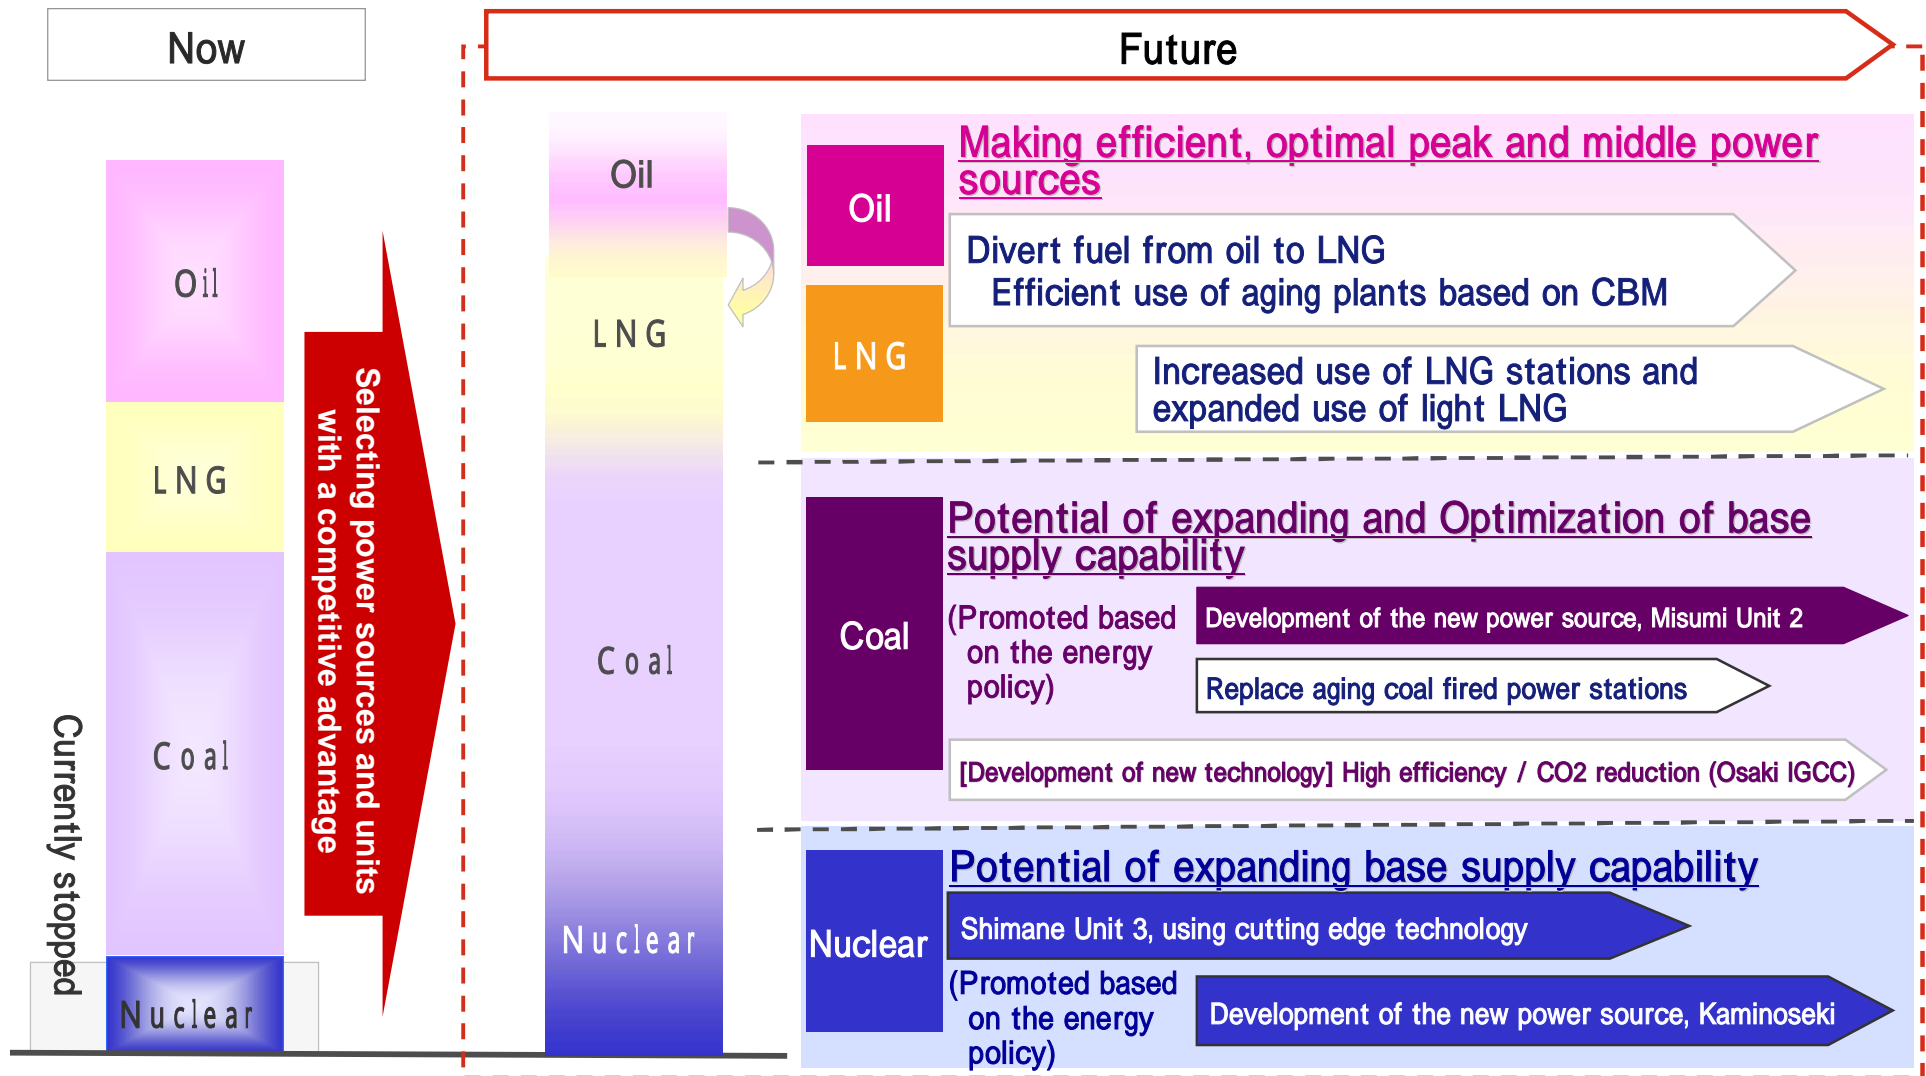 Now
Future
Oil
LNG
Coal
Nuclear
Currently stopped
Selecting power sources and units
with a competitive advantage
Oil
LNG
Coal
Nuclear
Oil
LNG
Making efficient, optimal peak and middle power
sources
Divert fuel from oil to LNG
Efficient use of aging plants based on CBM
Increased use of LNG stations and
expanded use of light LNG
Coal
Potential of expanding and Optimization of base
supply capability
(Promoted based
on the energy
policy)
Development of the new power source, Misumi Unit 2
Replace aging coal fired power stations
[Development of new technology] High efficiency / CO2 reduction (Osaki IGCC)
Nuclear
Potential of expanding base supply capability
Shimane Unit 3, using cutting edge technology
(Promoted based
on the energy
policy)
Development of the new power source, Kaminoseki